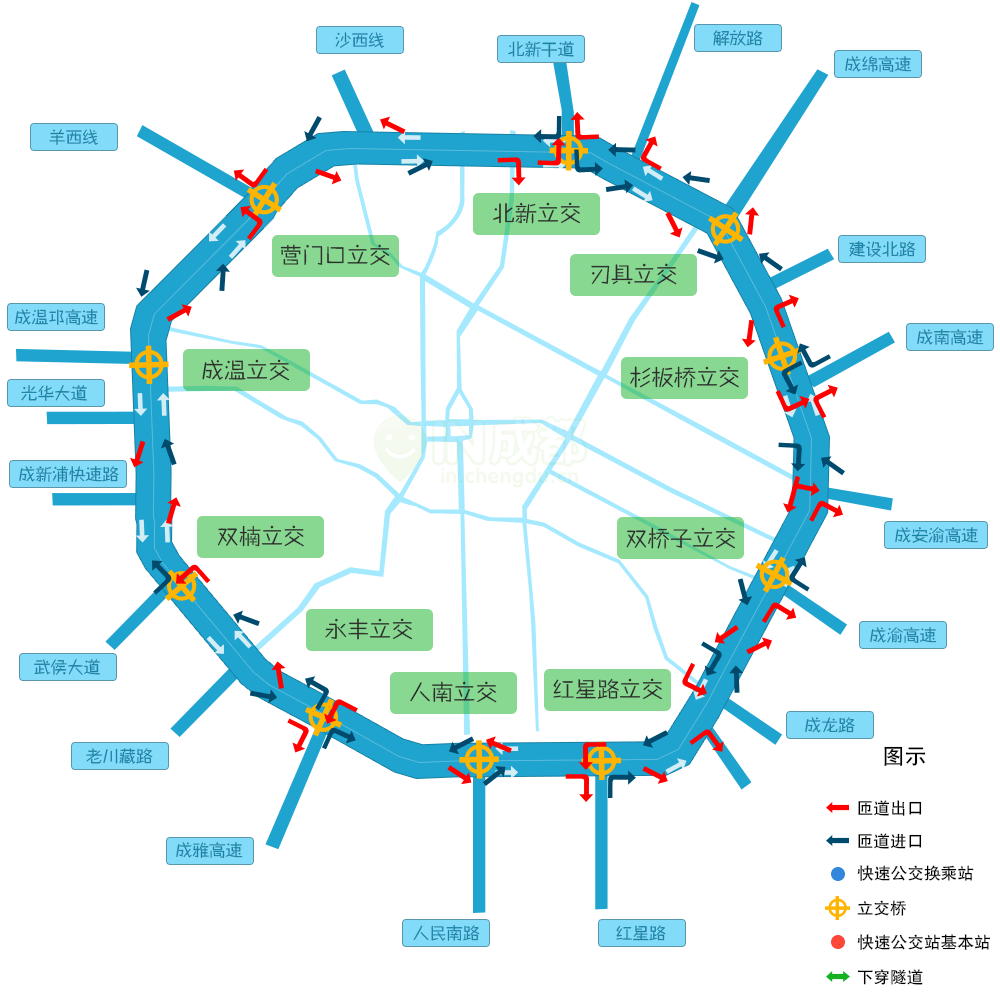 沙西线
北新干道
解放路
成绵高速
羊西线
北新立交
营门口立交
建设北路
刃具立交
成温邛高速
成南高速
成温立交
杉板桥立交
光华大道
iN成都
成新浦快速路
in.chengdu.cn
双楠立交
双桥子立交
成安渝高速
永丰立交
成渝高速
武侯大道
人南立交
红星路立交
成龙路
老川藏路
图示
匝道出口
匝道进口
成雅高速
快速公交换乘站
立交桥
人民南路
红星路
快速公交站基本站
下穿隧道